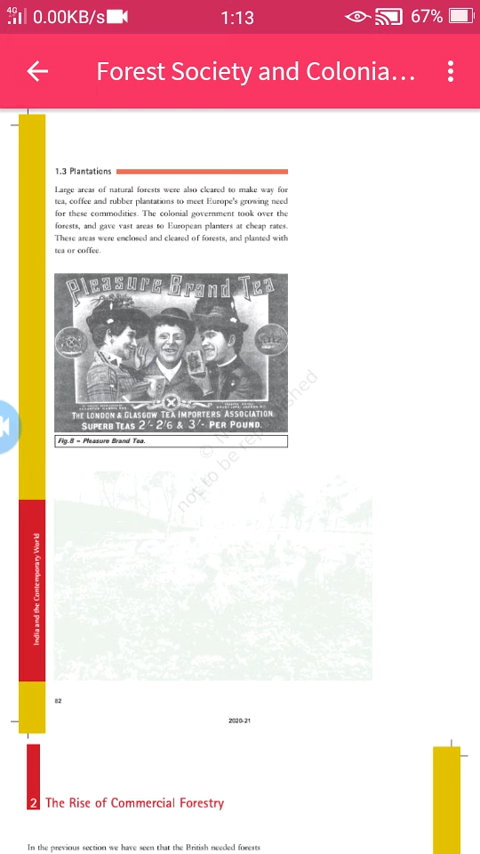 4G 0.00KB/s 1:13 67%
Forest Society and Colonia...
1.3 Plantations
Large areas of natural forests were also cleared to make way for
tea, coffee and rubber plantations to meet Europe's growing need
for these commodities. The colonial government took over the
forests, and gave vast areas to European planters at cheap rates.
These areas were enclosed and cleared of forests, and planted with
tea or coffee.
Pleasure Brand Tea
THE LONDON & GLASGOW TEA IMPORTERS ASSOCIATION.
SUPERB TEAS 2/- 2/6 & 3/- PER POUND.
Fig.8 – Pleasure Brand Tea.
©
not to be
India and the Contemporary World
82
2020-21
2 The Rise of Commercial Forestry
In the previous section we have seen that the British needed forests